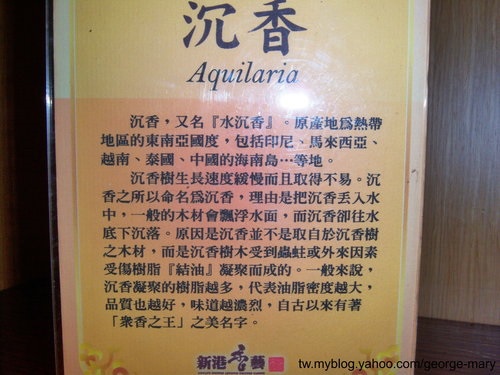 沉香
Aquilaria
沉香，又名『水沉香』。原產地為熱帶
地區的東南亞國度，包括印尼、馬來西亞、
越南、泰國、中國的海南島…等地。
沉香樹生長速度緩慢而且取得不易。沉
香之所以命名為沉香，理由是把沉香丟入水
中，一般的木材會飄浮水面，而沉香卻往水
底下沉落。原因是沉香並不是取自於沉香樹
之木材，而是沉香樹木受到蟲蛀或外來因素
受傷樹脂『結油』凝聚而成的。一般來說，
沉香凝聚的樹脂越多，代表油脂密度越大，
品質也越好，味道越濃烈，自古以來有著
「眾香之王」之美名字。
新港香藝
tw.myblog.yahoo.com/george-mary